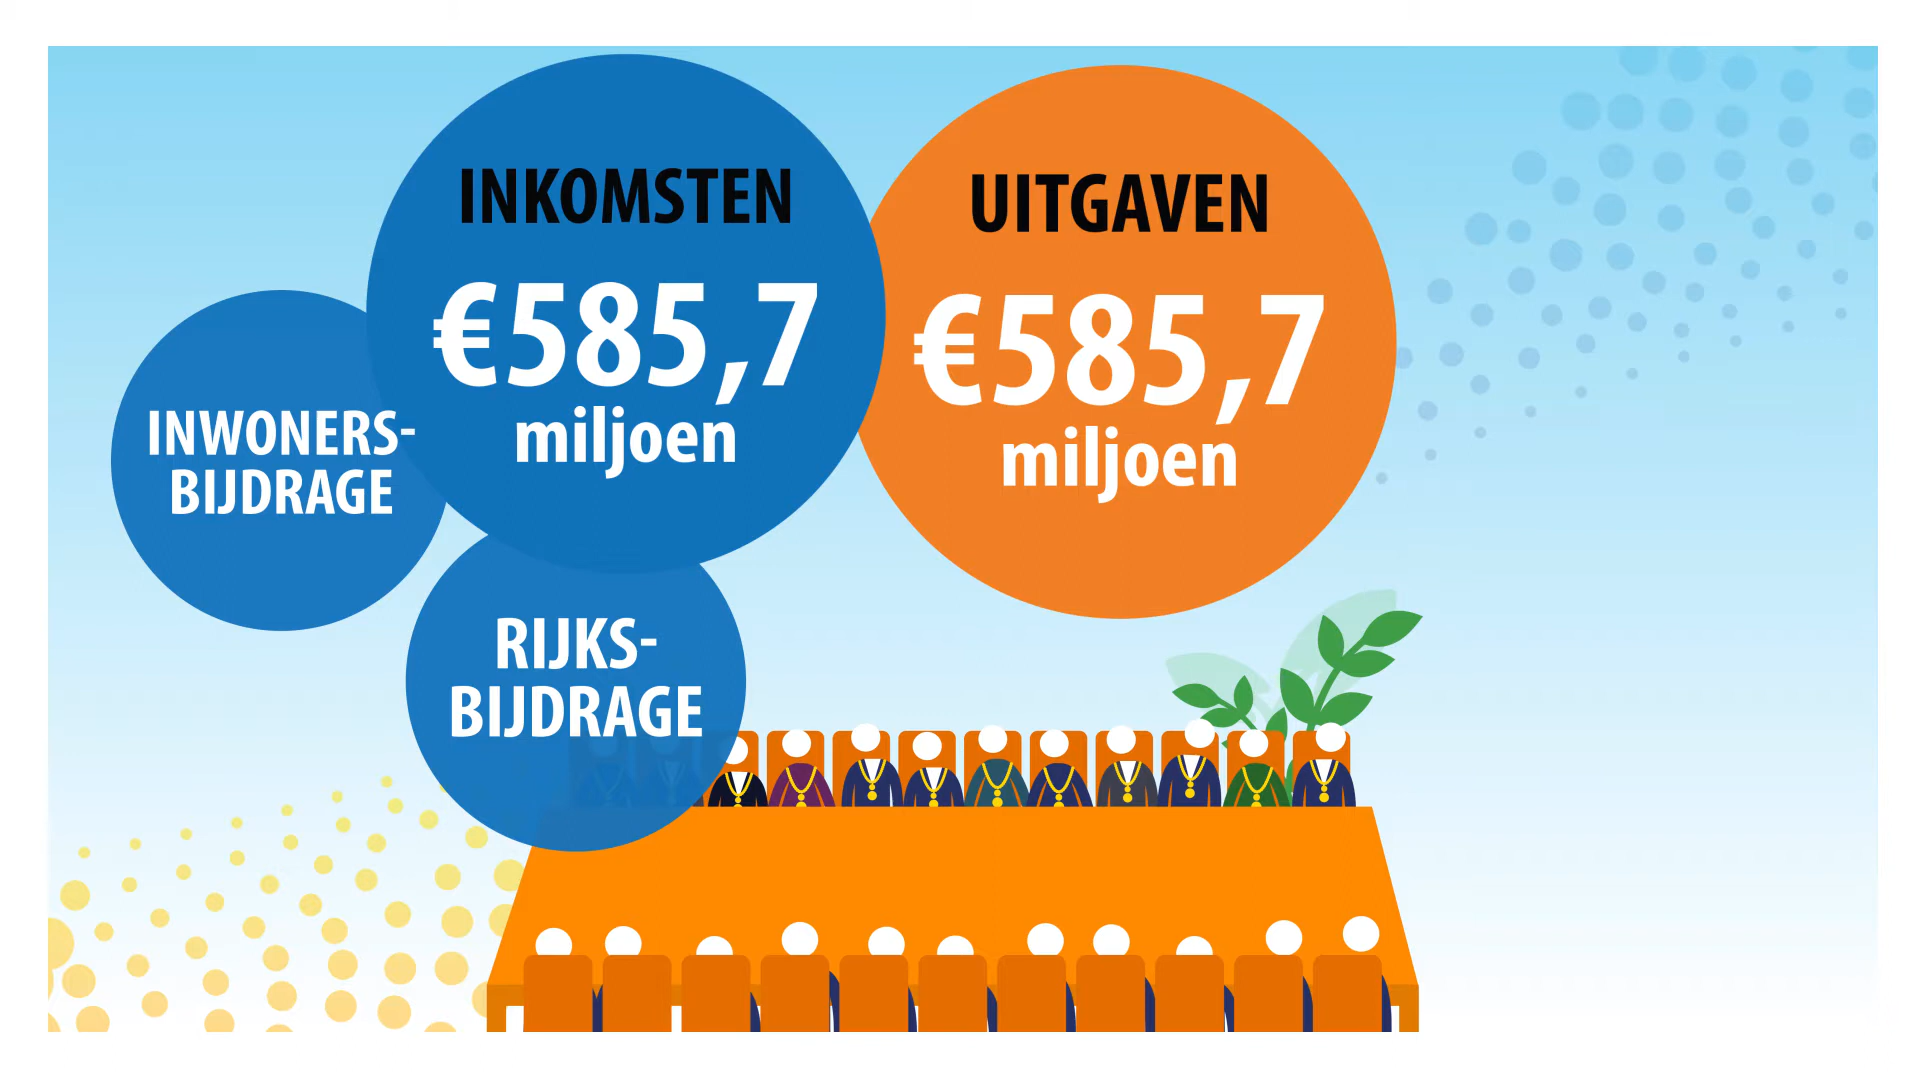 INKOMSTEN
€585,7
miljoen
UITGAVEN
€585,7
miljoen
INWONERS-
BIJDRAGE
RIJKS-
BIJDRAGE